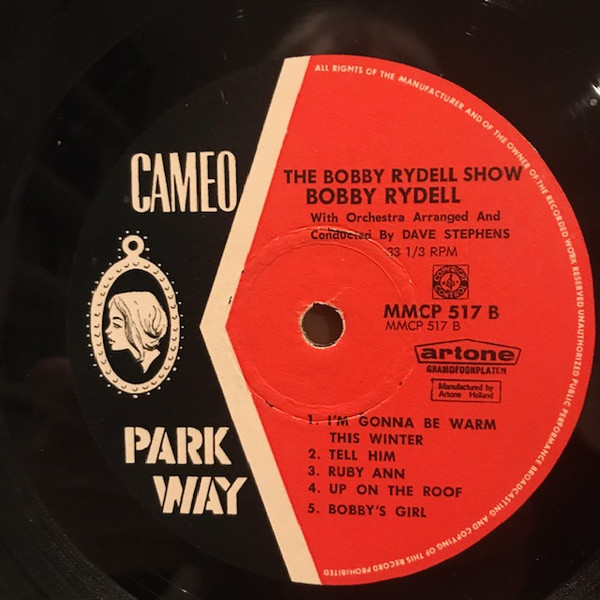 ALL RIGHTS OF THE MANUFACTURER AND OF THE OWNER OF THE RECORDED WORK RESERVED UNAUTHORIZED PUBLIC PERFORMANCE BROADCASTING AND COPYING OF THIS RECORD PROHIBITED
CAMEO
PARK
WAY
THE BOBBY RYDELL SHOW
BOBBY RYDELL
With Orchestra Arranged And
Conducted By DAVE STEPHENS
33 1/3 RPM
MMCP 517 B
MMCP 517 B
artone
GRAMOFOONPLATEN
Manufactured by
Artone Holland
1. I'M GONNA BE WARM
THIS WINTER
2. TELL HIM
3. RUBY ANN
4. UP ON THE ROOF
5. BOBBY'S GIRL